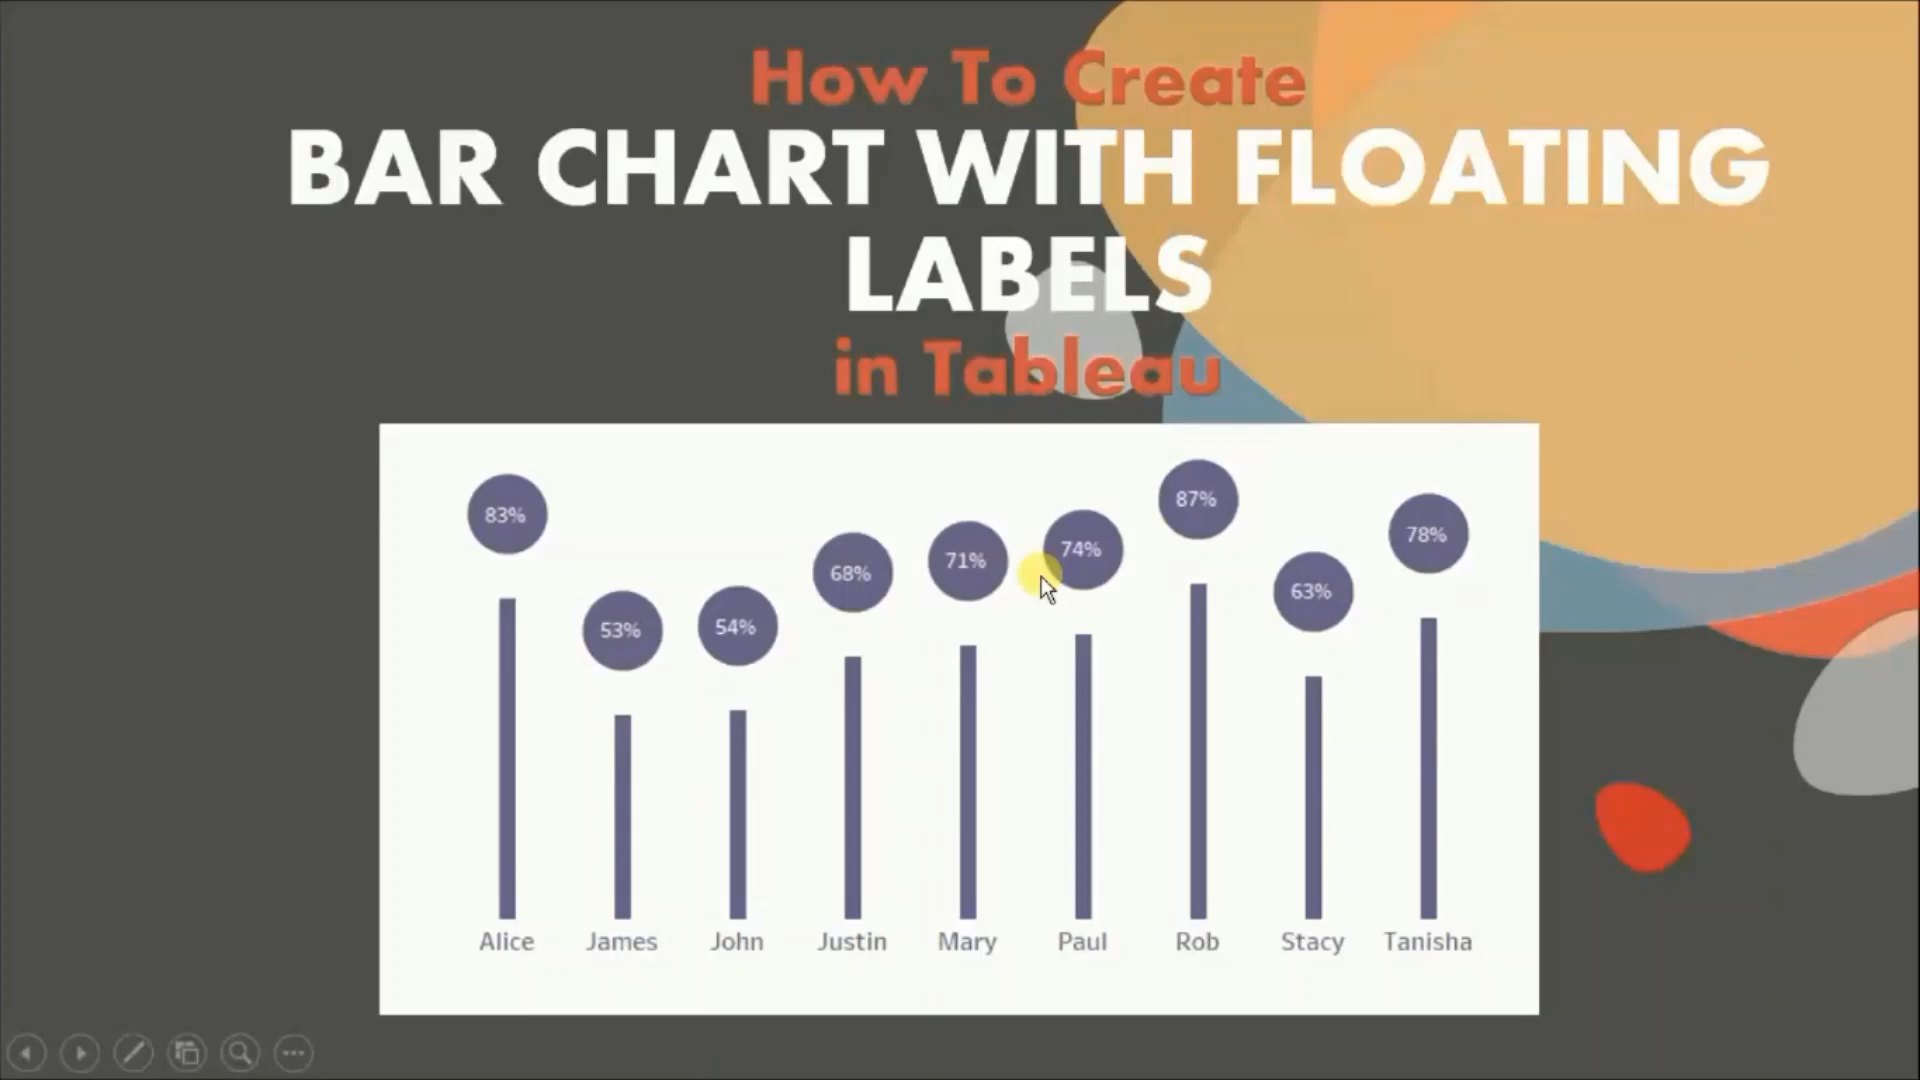 How To Create
BAR CHART WITH FLOATING
LABELS
in Tableau
83%
53%
54%
68%
71%
74%
87%
63%
78%
Alice
James
John
Justin
Mary
Paul
Rob
Stacy
Tanisha